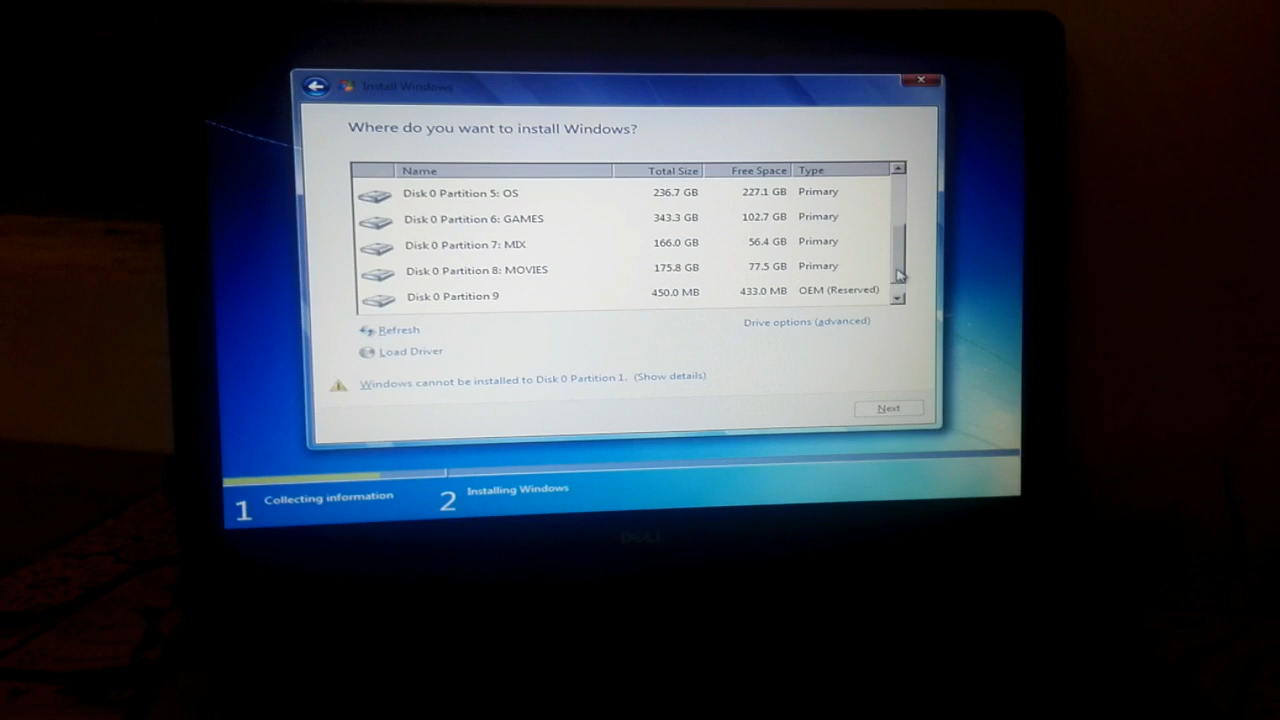 Install Windows
Where do you want to install Windows?
Name Total Size Free Space Type
Disk 0 Partition 5: OS 236.7 GB 227.1 GB Primary
Disk 0 Partition 6: GAMES 343.3 GB 102.7 GB Primary
Disk 0 Partition 7: MIX 166.0 GB 56.4 GB Primary
Disk 0 Partition 8: MOVIES 175.8 GB 77.5 GB Primary
Disk 0 Partition 9 450.0 MB 433.0 MB OEM (Reserved)
Refresh Drive options (advanced)
Load Driver
Windows cannot be installed to Disk 0 Partition 1. (Show details)
Next
1 Collecting information 2 Installing Windows
DELL